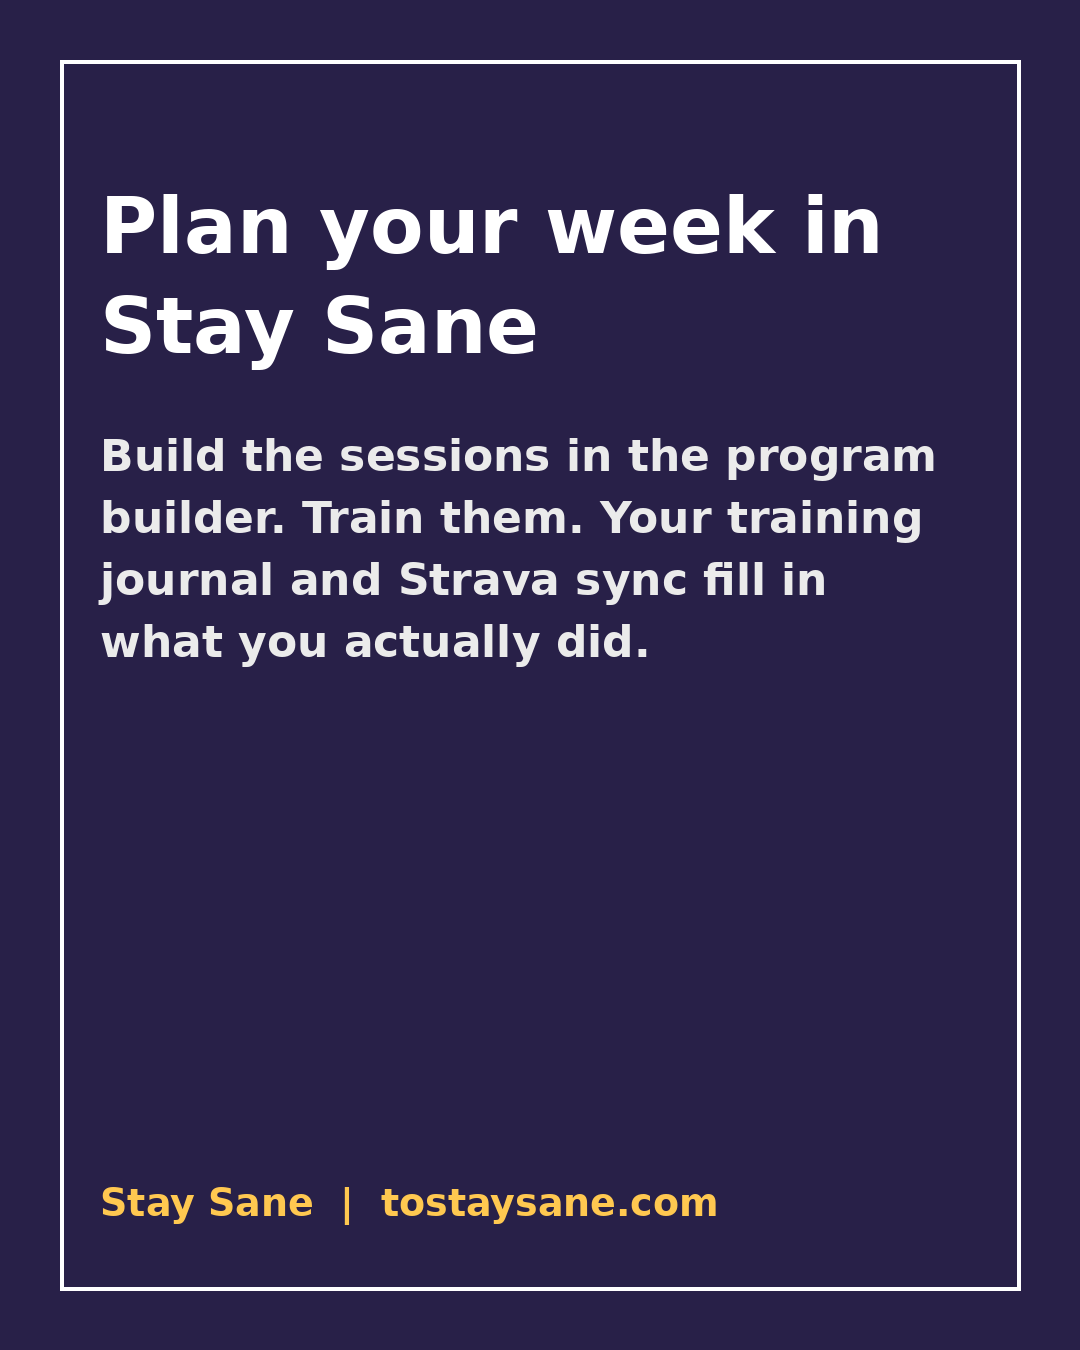 Plan your week in
Stay Sane
Build the sessions in the program
builder. Train them. Your training
journal and Strava sync fill in
what you actually did.
Stay Sane | tostaysane.com